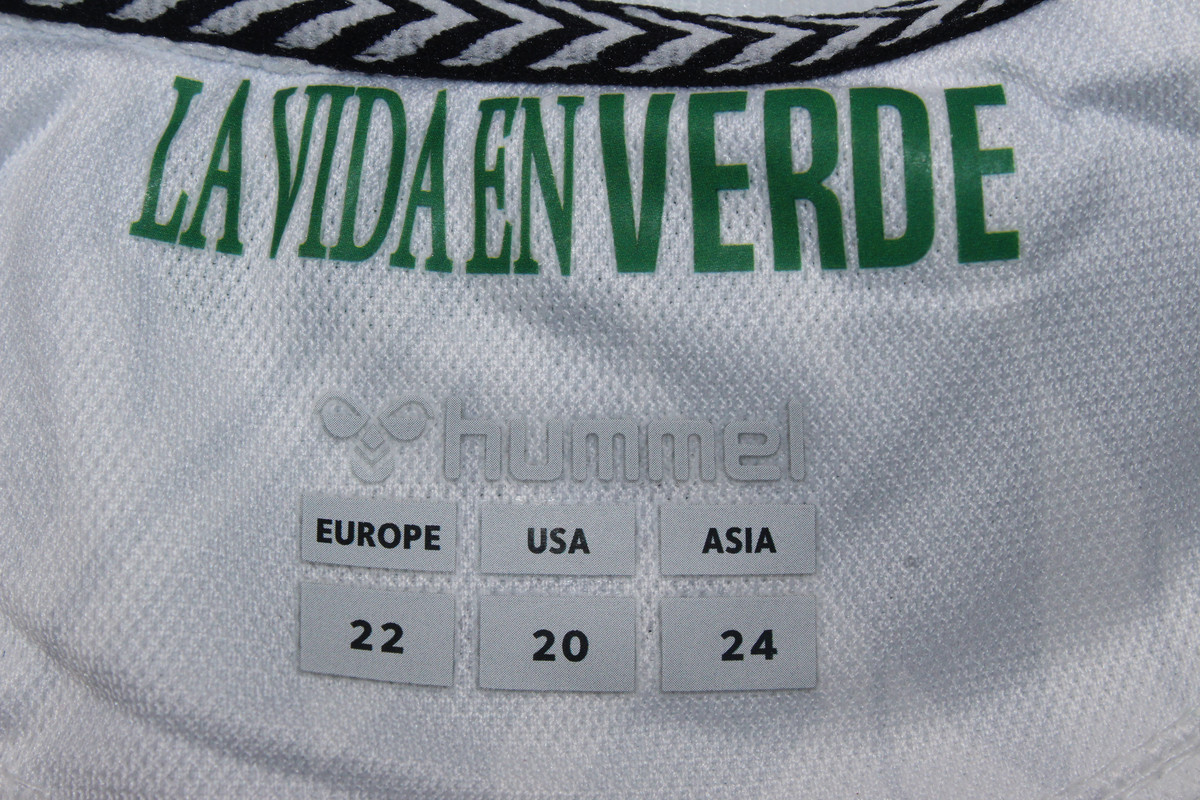 LA VIDA EN VERDE
hummel
EUROPE USA ASIA
22 20 24